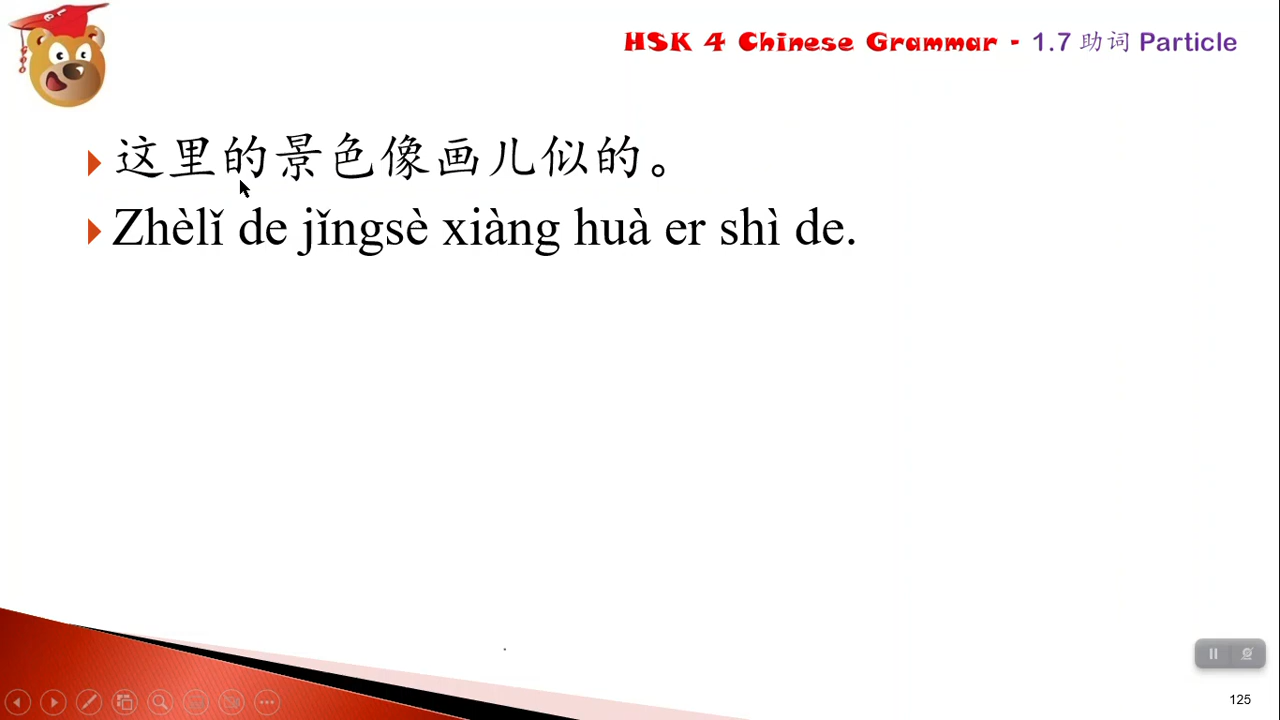 HSK 4 Chinese Grammar - 1.7 助词 Particle
这里的景色像画儿似的。
Zhèlǐ de jǐngsè xiàng huà er shì de.
125